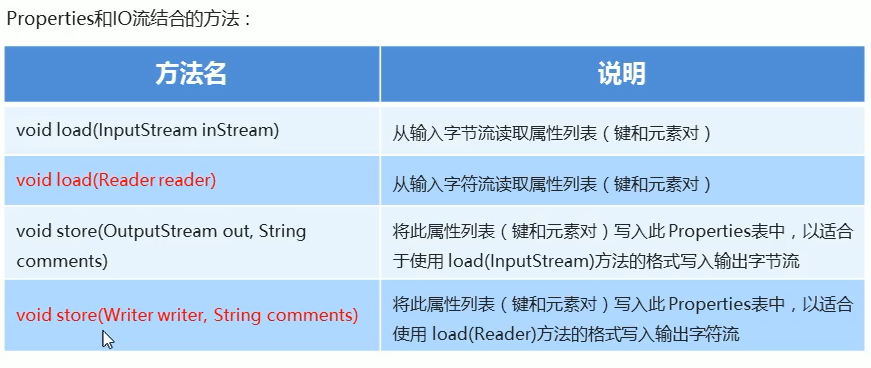 Properties和IO流结合的方法：
方法名
说明
void load(InputStream inStream)
从输入字节流读取属性列表（键和元素对）
void load(Reader reader)
从输入字符流读取属性列表（键和元素对）
void store(OutputStream out, String
comments)
将此属性列表（键和元素对）写入此 Properties表中，以适合
于使用 load(InputStream)方法的格式写入输出字节流
void store(Writer writer, String comments)
将此属性列表（键和元素对）写入此 Properties表中，以适合
使用 load(Reader)方法的格式写入输出字符流